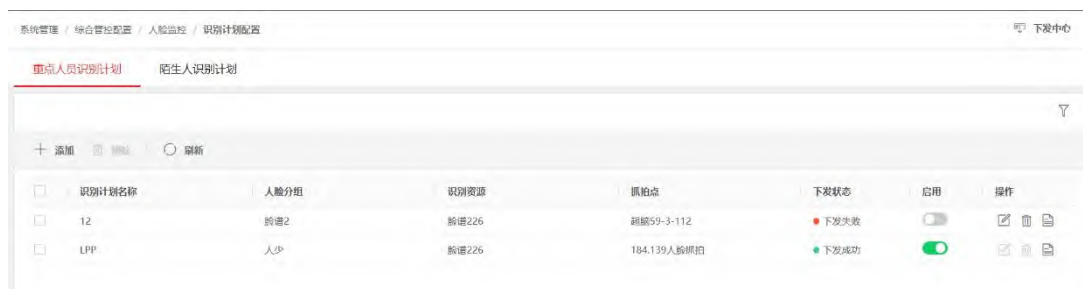 系统管理 / 综合管控配置 / 人脸监控 / 识别计划配置 下发中心
重点人员识别计划 陌生人识别计划
添加 删除 刷新
识别计划名称 人脸分组 识别资源 抓拍点 下发状态 启用 操作
12 脸谱2 脸谱226 超脑59-3-112 下发失败
LPP 人少 脸谱226 184.139人脸抓拍 下发成功